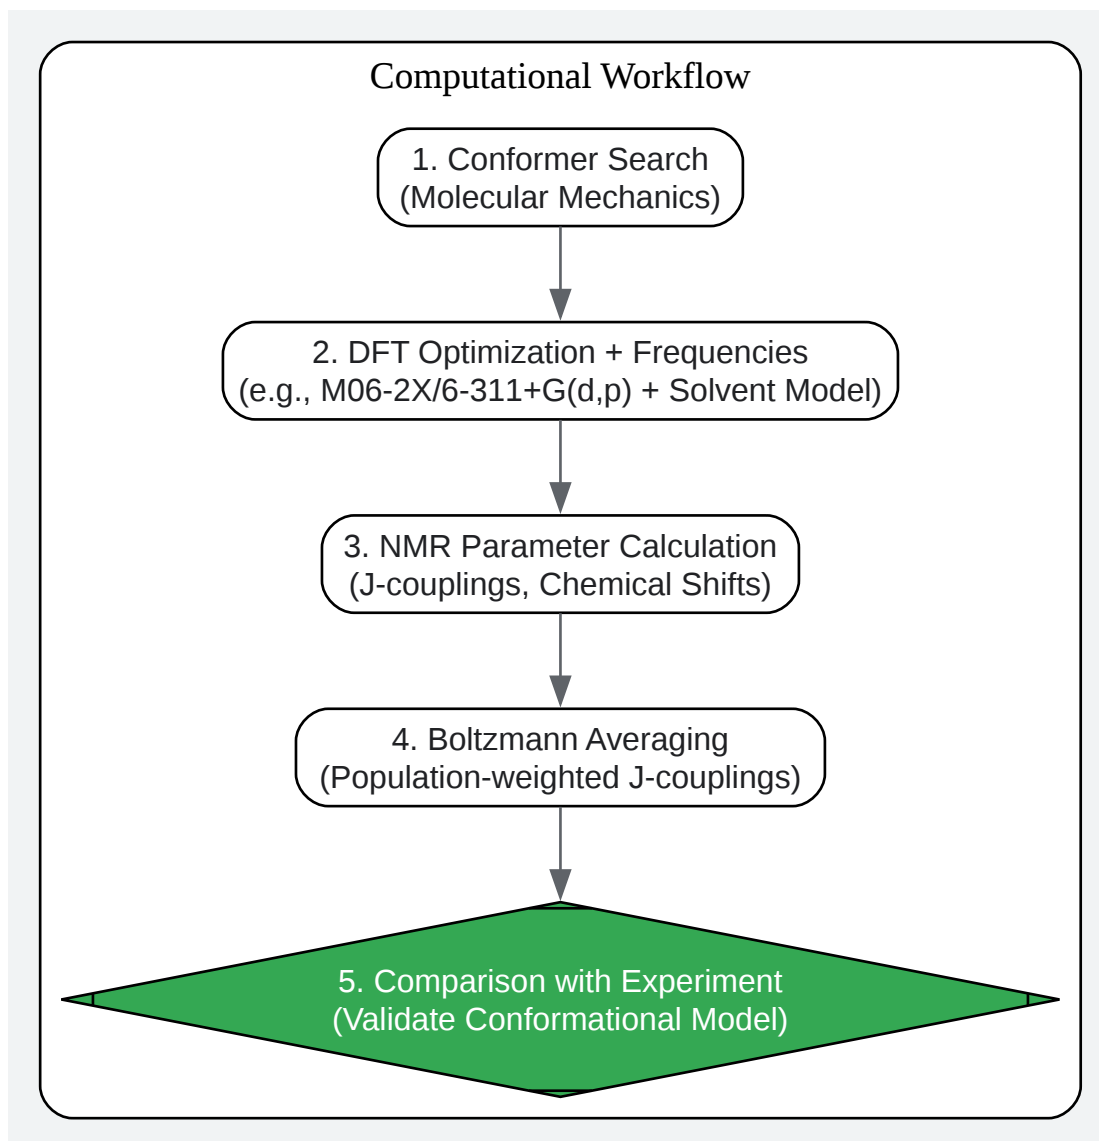 Computational Workflow
1. Conformer Search
(Molecular Mechanics)
2. DFT Optimization + Frequencies
(e.g., M06-2X/6-311+G(d,p) + Solvent Model)
3. NMR Parameter Calculation
(J-couplings, Chemical Shifts)
4. Boltzmann Averaging
(Population-weighted J-couplings)
5. Comparison with Experiment
(Validate Conformational Model)